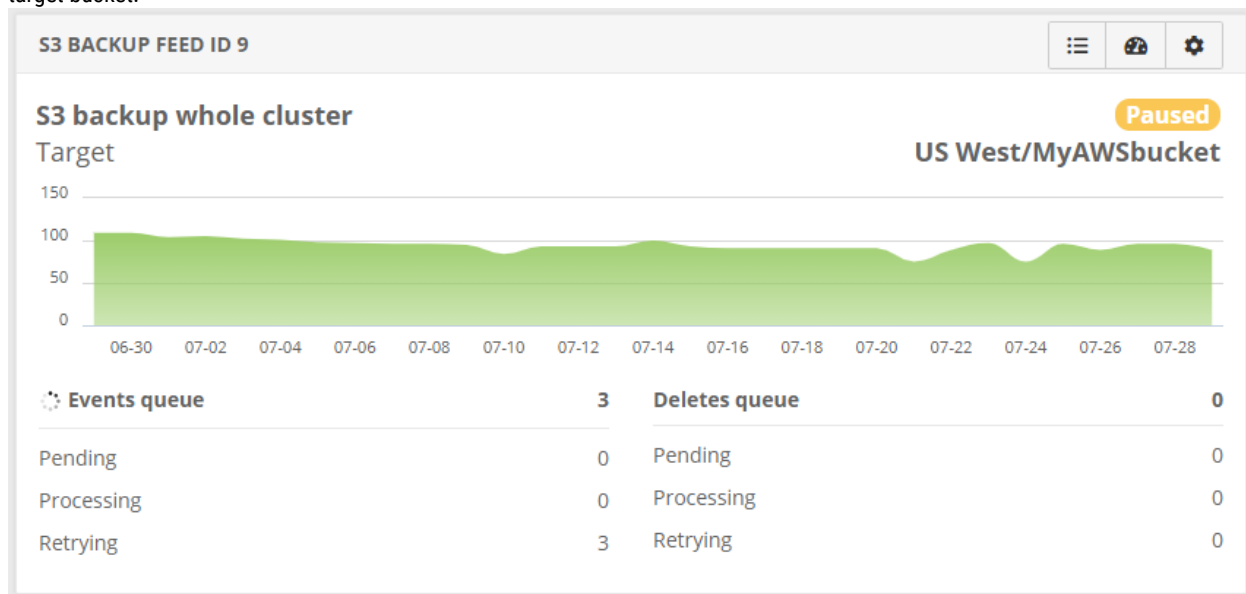 target bucket.
S3 BACKUP FEED ID 9
S3 backup whole cluster
Paused
Target
US West/MyAWSbucket
150
100
50
0
06-30 07-02 07-04 07-06 07-08 07-10 07-12 07-14 07-16 07-18 07-20 07-22 07-24 07-26 07-28
Events queue 3
Pending 0
Processing 0
Retrying 3
Deletes queue 0
Pending 0
Processing 0
Retrying 0